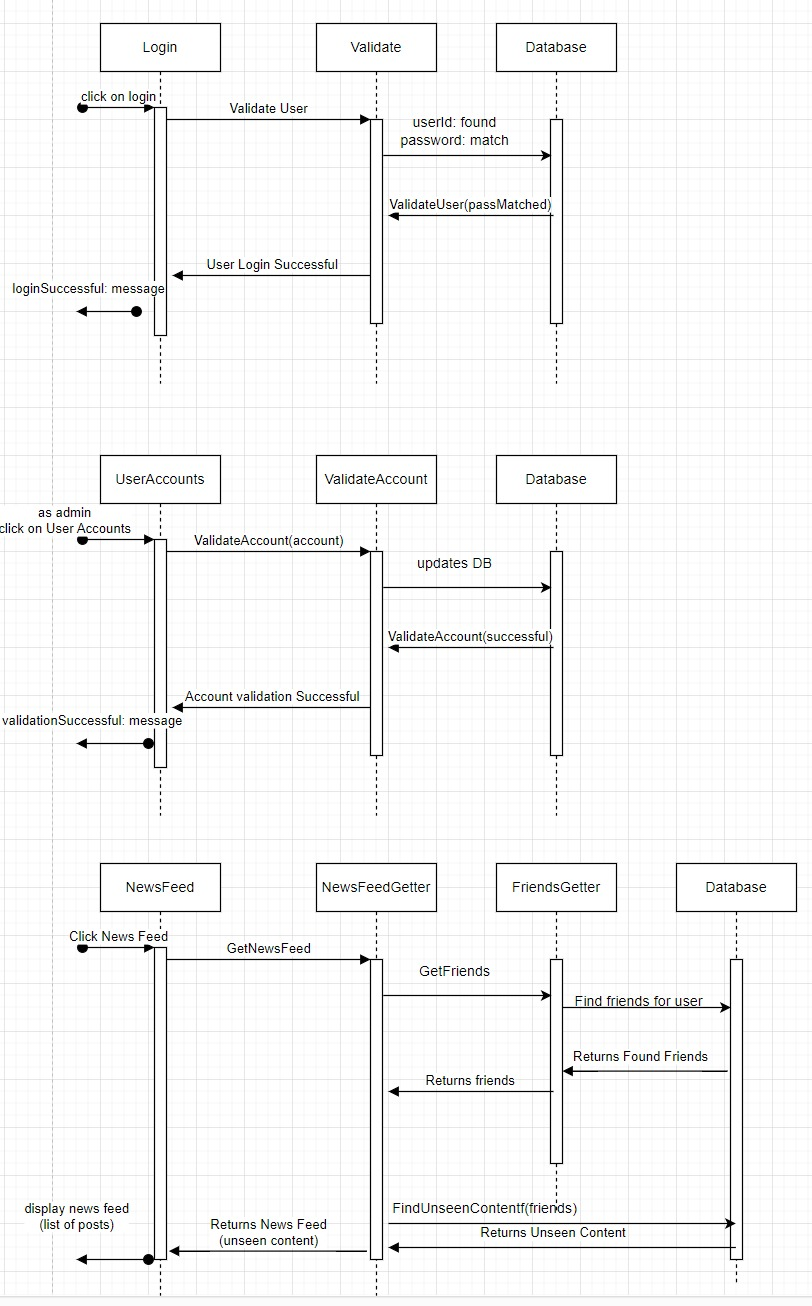 Login
Validate
Database
click on login
Validate User
userId: found
password: match
ValidateUser(passMatched)
User Login Successful
loginSuccessful: message
UserAccounts
ValidateAccount
Database
as admin
click on User Accounts
ValidateAccount(account)
updates DB
ValidateAccount(successful)
Account validation Successful
validationSuccessful: message
NewsFeed
NewsFeedGetter
FriendsGetter
Database
Click News Feed
GetNewsFeed
GetFriends
Find friends for user
Returns Found Friends
Returns friends
display news feed
(list of posts)
FindUnseenContentf(friends)
Returns News Feed
(unseen content)
Returns Unseen Content